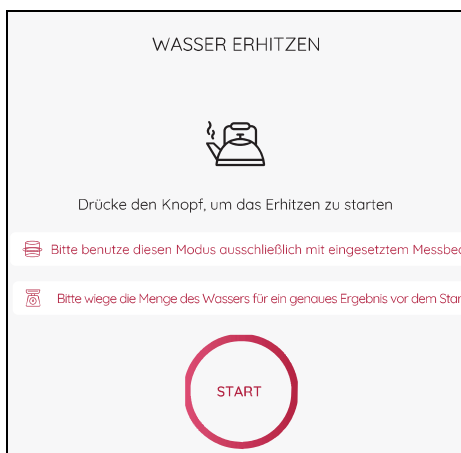 WASSER ERHITZEN
Drücke den Knopf, um das Erhitzen zu starten
Bitte benutze diesen Modus ausschließlich mit eingesetztem
Bitte wiege die Menge des Wassers für ein genaues Ergebnis vor dem
START